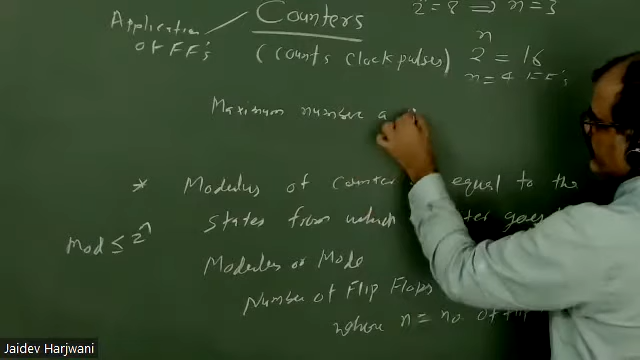 Application
of FF's
Counters
(Counts Clock pulses)
2 = 8 ⟹ n = 3
2ⁿ = 16
n = 4 FF's
Maximum number a
* Modulus of Counter equal to the
States from which
Modulus or Mode
Mod ≤ 2ⁿ
Number of Flip Flops
where n = no. of
Jaidev Harjwani